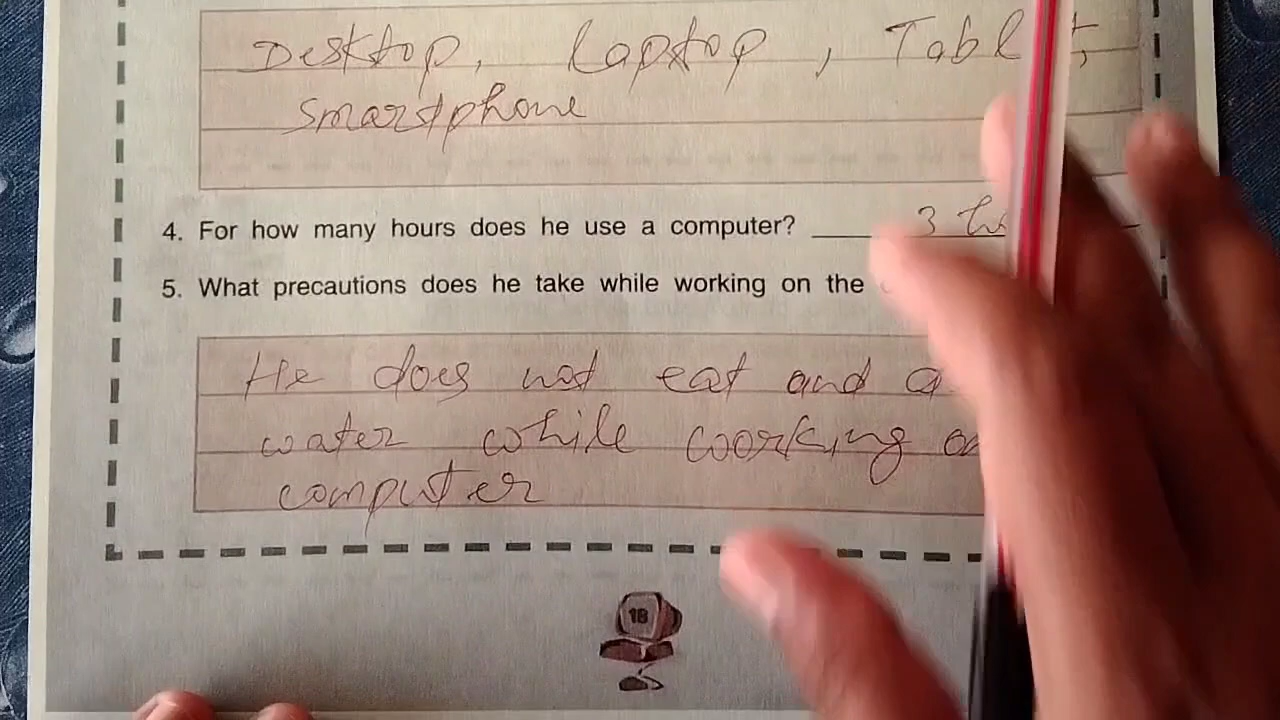 Desktop, Laptop,
smartphone
4. For how many hours does he use a computer? 3
5. What precautions does he take while working on the
He does not eat and
water while working
computer
18